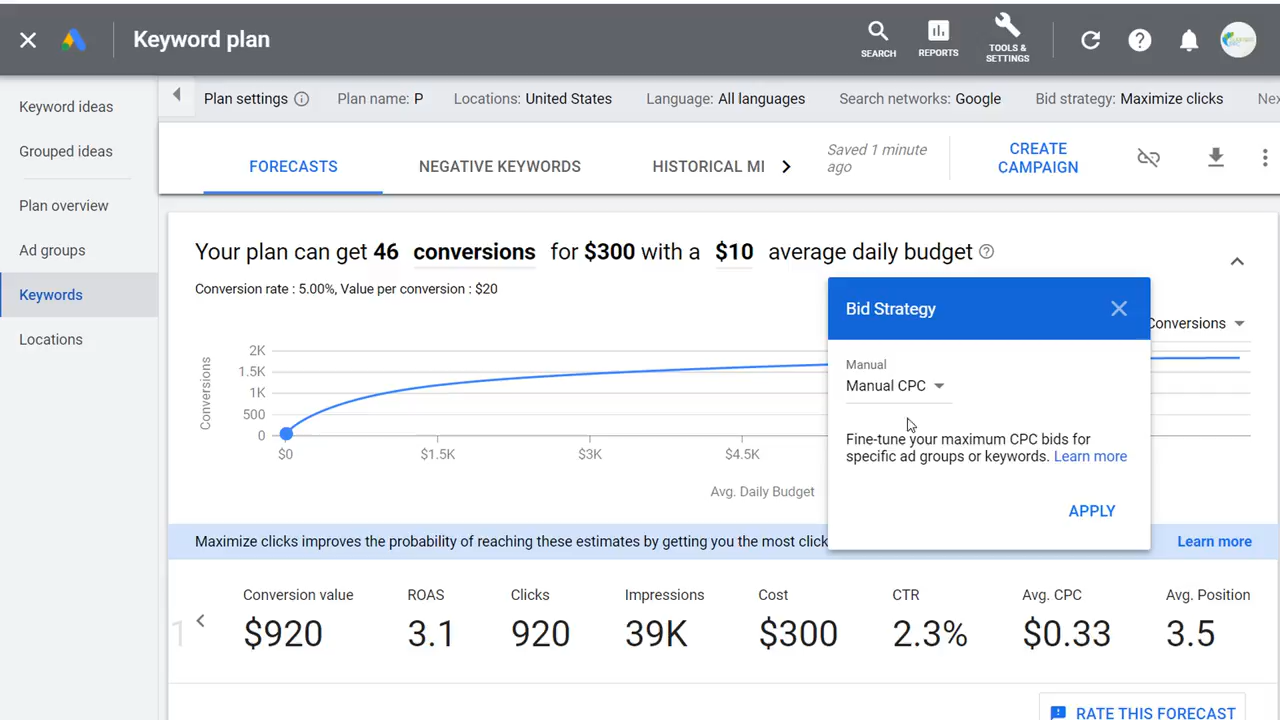 Keyword plan
SEARCH
REPORTS
TOOLS &
SETTINGS
Keyword ideas
Grouped ideas
Plan overview
Ad groups
Keywords
Locations
Plan settings
Plan name: P
Locations: United States
Language: All languages
Search networks: Google
Bid strategy: Maximize clicks
Nex
FORECASTS
NEGATIVE KEYWORDS
HISTORICAL MI
Saved 1 minute
ago
CREATE
CAMPAIGN
Your plan can get 46 conversions for $300 with a $10 average daily budget
Conversion rate : 5.00%, Value per conversion : $20
Conversions
Conversions
2K
1.5K
1K
500
0
$0
$1.5K
$3K
$4.5K
Avg. Daily Budget
Bid Strategy
Manual
Manual CPC
Fine-tune your maximum CPC bids for
specific ad groups or keywords. Learn more
APPLY
Maximize clicks improves the probability of reaching these estimates by getting you the most click
Learn more
Conversion value
$920
ROAS
3.1
Clicks
920
Impressions
39K
Cost
$300
CTR
2.3%
Avg. CPC
$0.33
Avg. Position
3.5
RATE THIS FORECAST